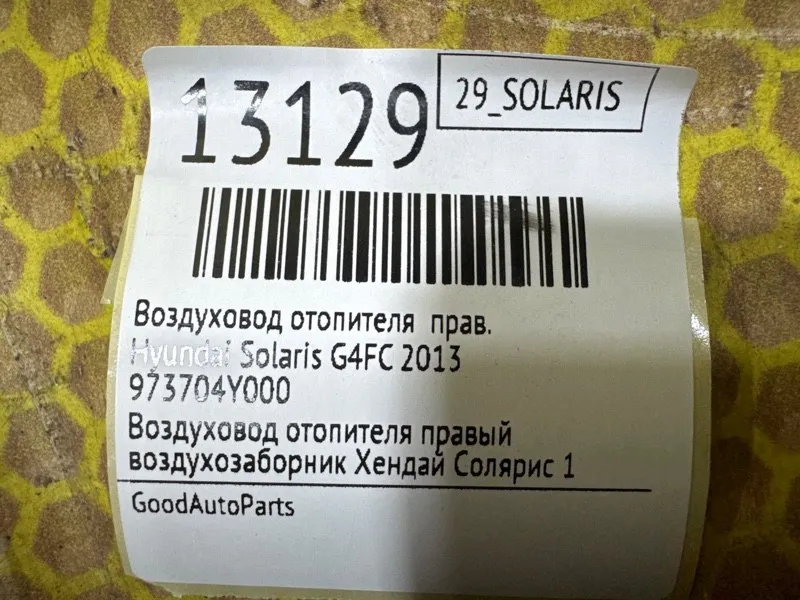 13129
29_SOLARIS
Воздуховод отопителя прав.
Hyundai Solaris G4FC 2013
973704Y000
Воздуховод отопителя правый
воздухозаборник Хендай Солярис 1
GoodAutoParts